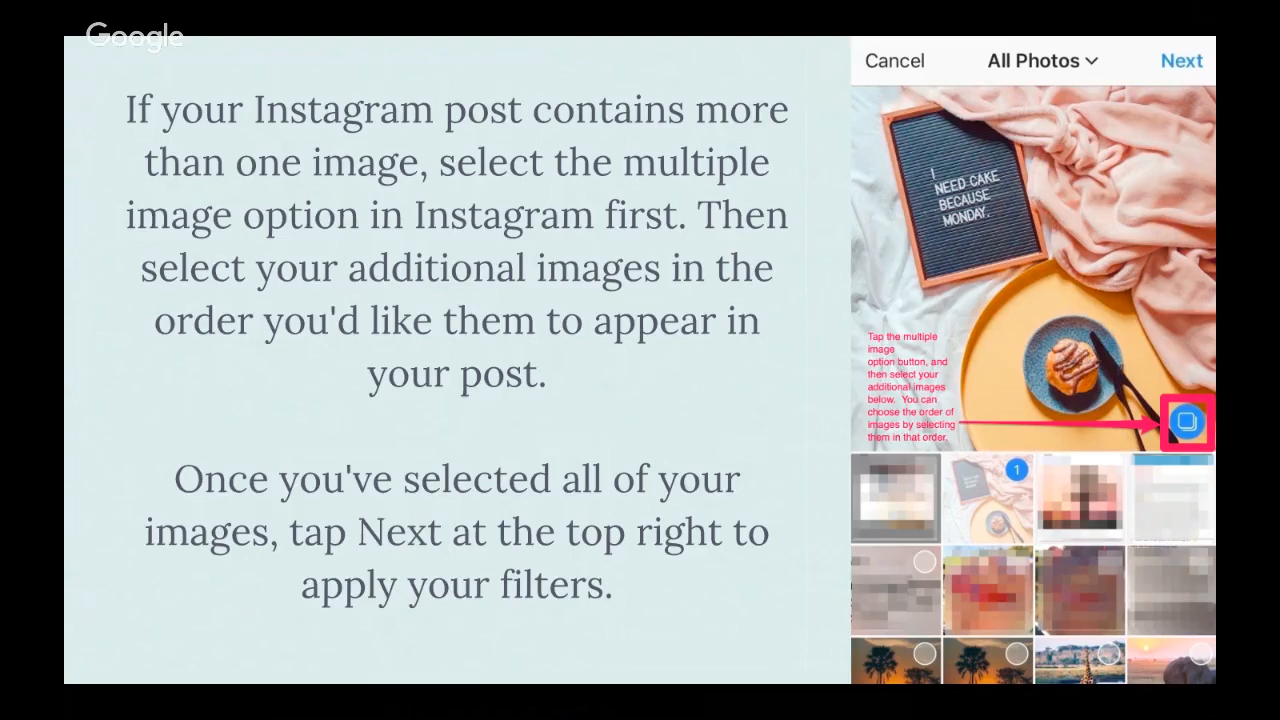 Google
If your Instagram post contains more
than one image, select the multiple
image option in Instagram first. Then
select your additional images in the
order you'd like them to appear in
your post.
Once you've selected all of your
images, tap Next at the top right to
apply your filters.
Cancel
All Photos
Next
I
NEED CAKE
BECAUSE
MONDAY.
Tap the multiple
image
option button, and
then select your
additional images
below. You can
choose the order of
images by selecting
them in that order.
1